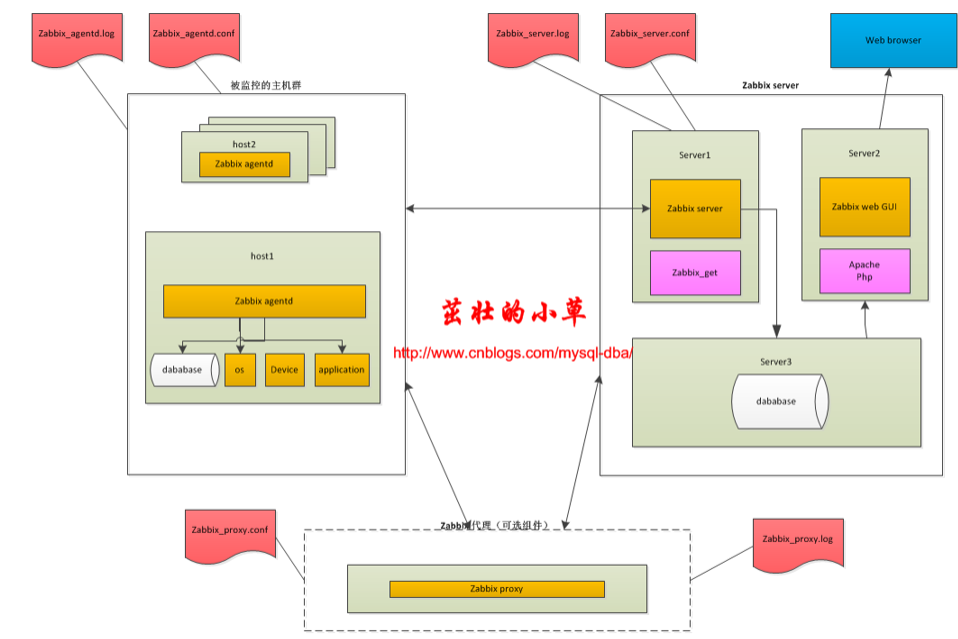 Zabbix_agentd.log
Zabbix_agentd.conf
Zabbix_server.log
Zabbix_server.conf
Web browser
被监控的主机群
Zabbix server
host2
Zabbix agentd
Server1
Zabbix server
Zabbix_get
Server2
Zabbix web GUI
Apache
Php
host1
Zabbix agentd
dababase
os
Device
application
茁壮的小草
http://www.cnblogs.com/mysql-dba/
Server3
dababase
Zabbix代理（可选组件）
Zabbix_proxy.conf
Zabbix_proxy.log
Zabbix proxy